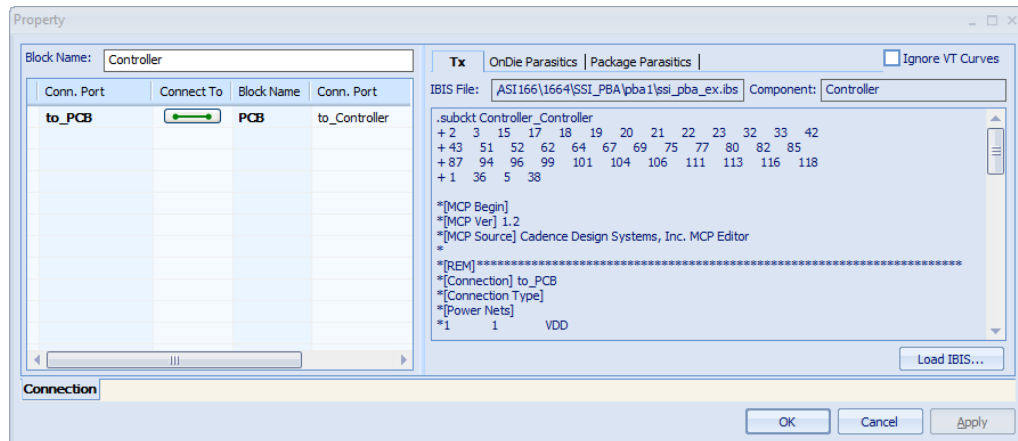 Property
Block Name: Controller
Conn. Port Connect To Block Name Conn. Port
to_PCB PCB to_Controller
Connection
Tx OnDie Parasitics Package Parasitics Ignore VT Curves
IBIS File: ASI166\1664\SSI_PBA\pba1\ssi_pba_ex.ibs Component: Controller
.subckt Controller_Controller
+ 2 3 15 17 18 19 20 21 22 23 32 33 42
+ 43 51 52 62 64 67 69 75 77 80 82 85
+ 87 94 96 99 101 104 106 111 113 116 118
+ 1 36 5 38
*[MCP Begin]
*[MCP Ver] 1.2
*[MCP Source] Cadence Design Systems, Inc. MCP Editor
*
*[REM]***********************************************************************
*[Connection] to_PCB
*[Connection Type]
*[Power Nets]
*1 1 VDD
Load IBIS...
OK Cancel Apply